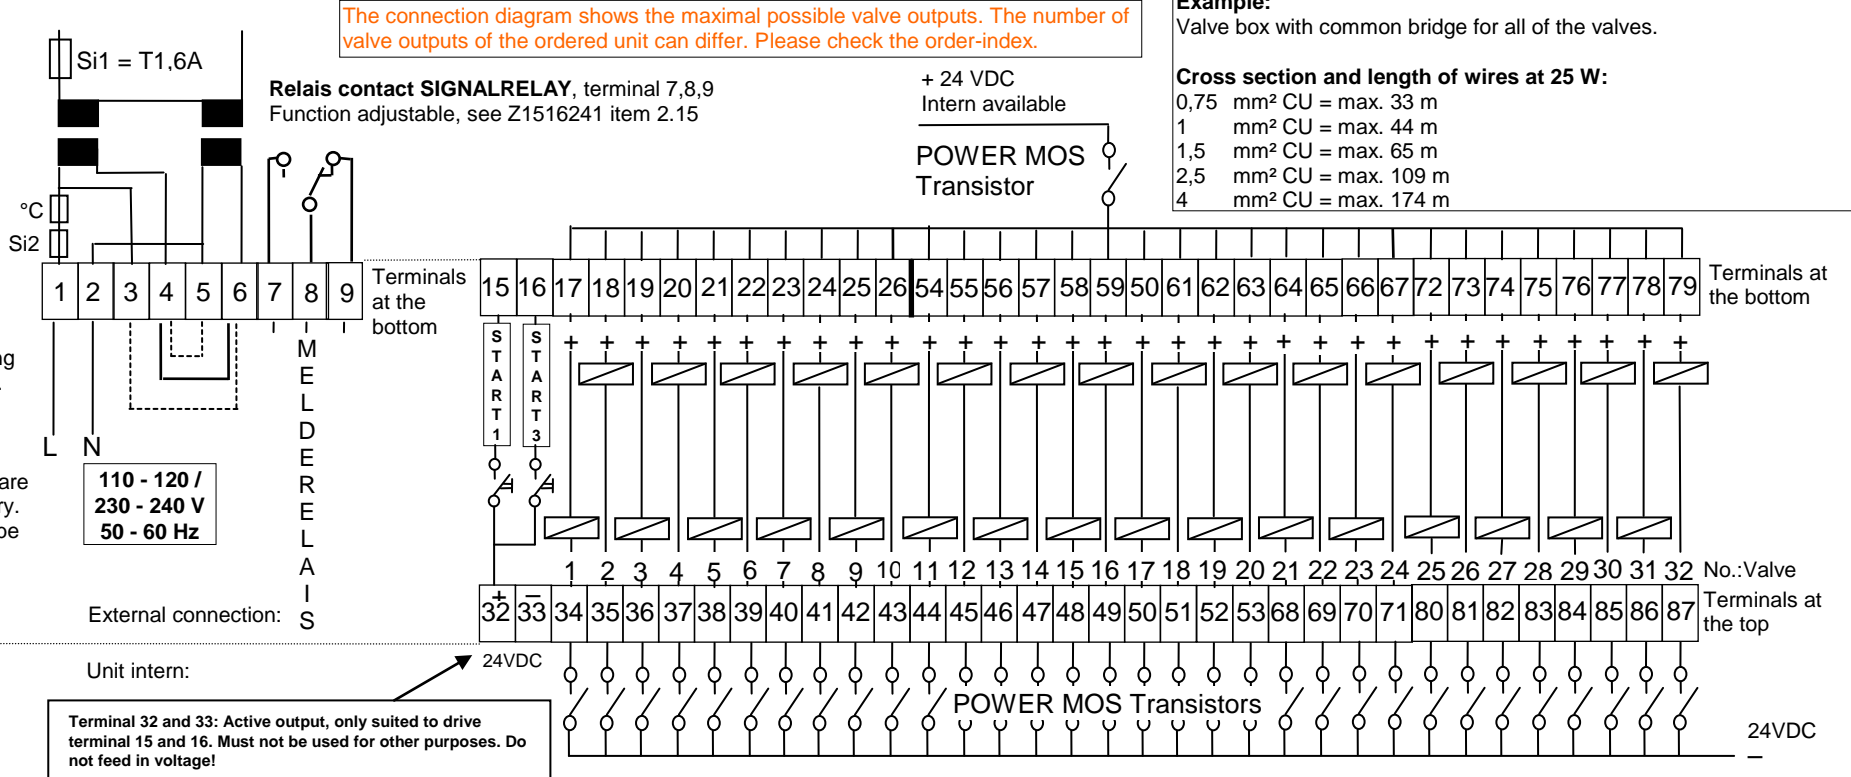 The connection diagram shows the maximal possible valve outputs. The number of
valve outputs of the ordered unit can differ. Please check the order-index.
Example:
Valve box with common bridge for all of the valves.
Cross section and length of wires at 25 W:
0,75 mm² CU = max. 33 m
1 mm² CU = max. 44 m
1,5 mm² CU = max. 65 m
2,5 mm² CU = max. 109 m
4 mm² CU = max. 174 m
Si1 = T1,6A
Relais contact SIGNALRELAY, terminal 7,8,9
Function adjustable, see Z1516241 item 2.15
+ 24 VDC
Intern available
POWER MOS
Transistor
°C
Si2
1 2 3 4 5 6 7 8 9
Terminals
at the
bottom
15 16 17 18 19 20 21 22 23 24 25 26 54 55 56 57 58 59 50 61 62 63 64 65 66 67 72 73 74 75 76 77 78 79
Terminals at
the bottom
START1
START3
+ + + + + + + + + + + + + + + + + + + + + + + + + + + + + + + +
MELDERELAIS
ng
.
L N
are
ry.
be
110 - 120 /
230 - 240 V
50 - 60 Hz
1 2 3 4 5 6 7 8 9 10 11 12 13 14 15 16 17 18 19 20 21 22 23 24 25 26 27 28 29 30 31 32 No.:Valve
+ –
32 33 34 35 36 37 38 39 40 41 42 43 44 45 46 47 48 49 50 51 52 53 68 69 70 71 80 81 82 83 84 85 86 87
Terminals at
the top
External connection:
24VDC
Unit intern:
POWER MOS Transistors
24VDC
–
Terminal 32 and 33: Active output, only suited to drive
terminal 15 and 16. Must not be used for other purposes. Do
not feed in voltage!